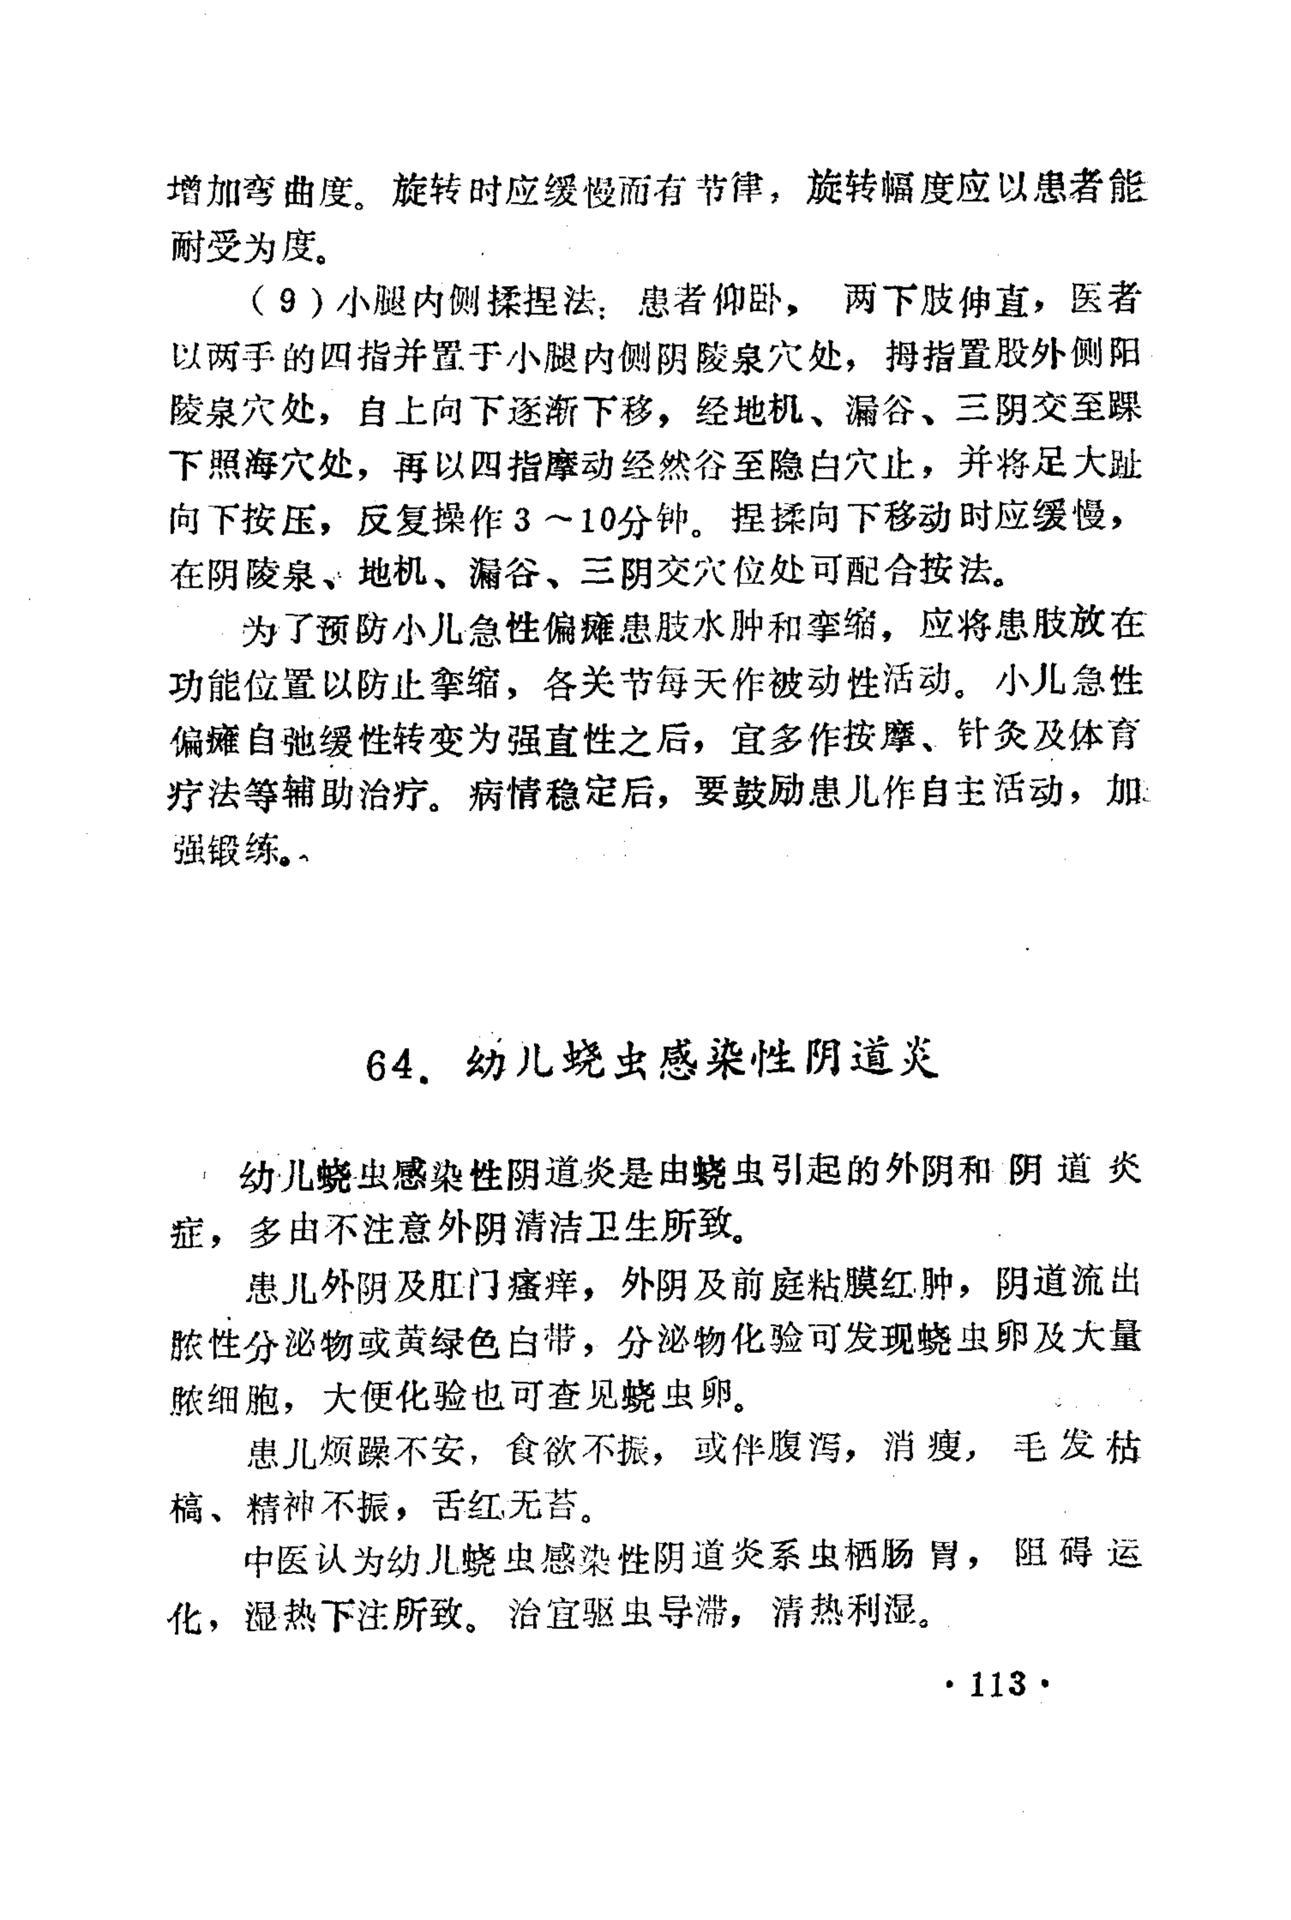 增加弯曲度。旋转时应缓慢而有节律，旋转幅度应以患者能
耐受为度。
（9）小腿内侧揉捏法：患者仰卧，两下肢伸直，医者
以两手的四指并置于小腿内侧阴陵泉穴处，拇指置股外侧阳
陵泉穴处，自上向下逐渐下移，经地机、漏谷、三阴交至踝
下照海穴处，再以四指摩动经然谷至隐白穴止，并将足大趾
向下按压，反复操作3～10分钟。捏揉向下移动时应缓慢，
在阴陵泉、地机、漏谷、三阴交穴位处可配合按法。
为了预防小儿急性偏瘫患肢水肿和挛缩，应将患肢放在
功能位置以防止挛缩，各关节每天作被动性活动。小儿急性
偏瘫自弛缓性转变为强直性之后，宜多作按摩、针灸及体育
疗法等辅助治疗。病情稳定后，要鼓励患儿作自主活动，加
强锻练。
64．幼儿蛲虫感染性阴道炎
幼儿蛲虫感染性阴道炎是由蛲虫引起的外阴和阴道炎
症，多由不注意外阴清洁卫生所致。
患儿外阴及肛门瘙痒，外阴及前庭粘膜红肿，阴道流出
脓性分泌物或黄绿色白带，分泌物化验可发现蛲虫卵及大量
脓细胞，大便化验也可查见蛲虫卵。
患儿烦躁不安，食欲不振，或伴腹泻，消瘦，毛发枯
槁、精神不振，舌红无苔。
中医认为幼儿蛲虫感染性阴道炎系虫栖肠胃，阻碍运
化，湿热下注所致。治宜驱虫导滞，清热利湿。
·113·